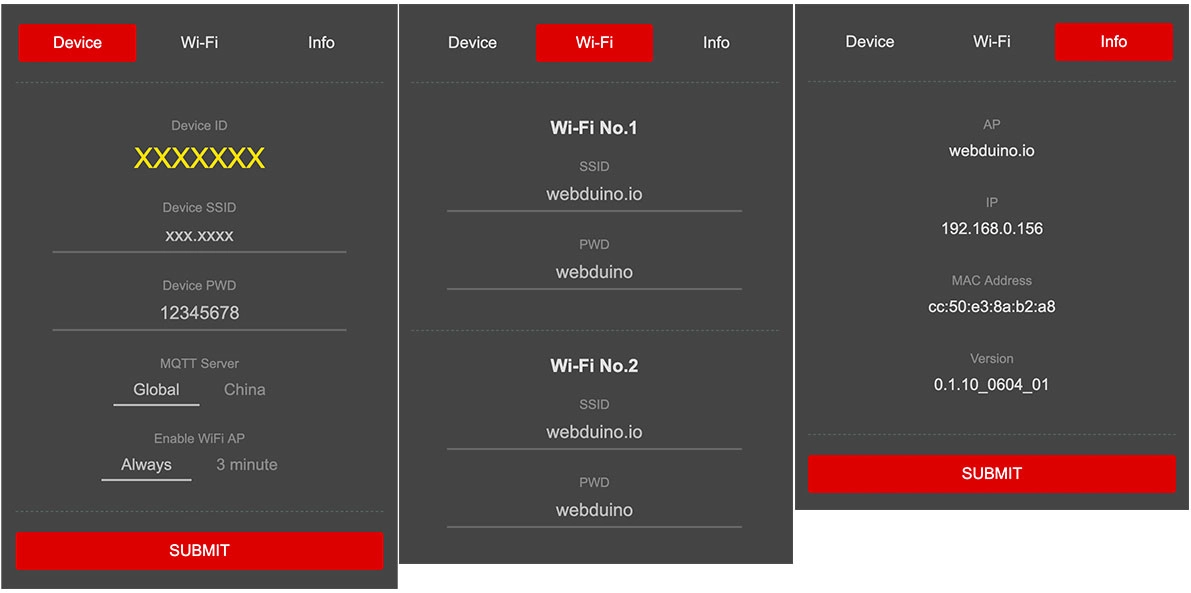 Device Wi-Fi Info
Device ID
XXXXXXX
Device SSID
xxx.xxxx
Device PWD
12345678
MQTT Server
Global China
Enable WiFi AP
Always 3 minute
SUBMIT
Device Wi-Fi Info
Wi-Fi No.1
SSID
webduino.io
PWD
webduino
Wi-Fi No.2
SSID
webduino.io
PWD
webduino
Device Wi-Fi Info
AP
webduino.io
IP
192.168.0.156
MAC Address
cc:50:e3:8a:b2:a8
Version
0.1.10_0604_01
SUBMIT